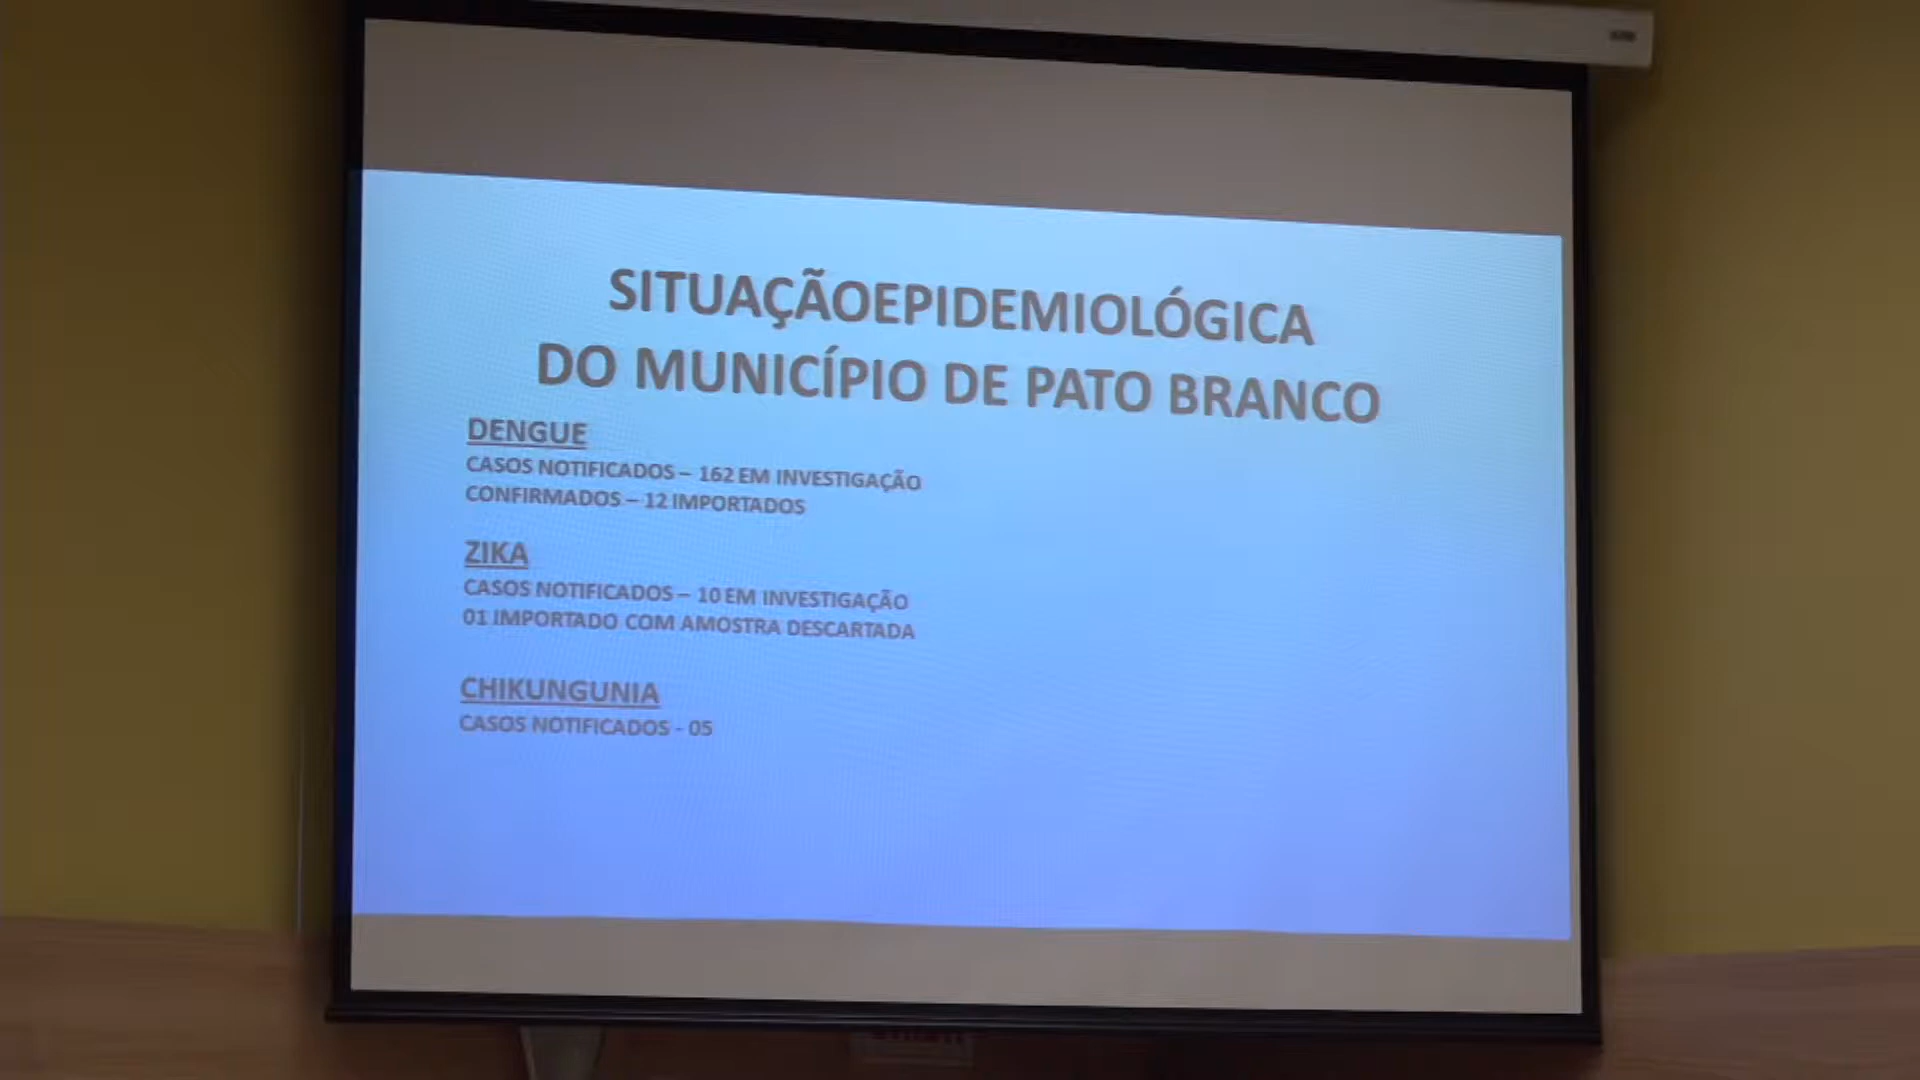 SITUAÇÃOEPIDEMIOLÓGICA
DO MUNICÍPIO DE PATO BRANCO
DENGUE
CASOS NOTIFICADOS – 162 EM INVESTIGAÇÃO
CONFIRMADOS – 12 IMPORTADOS
ZIKA
CASOS NOTIFICADOS – 10 EM INVESTIGAÇÃO
01 IMPORTADO COM AMOSTRA DESCARTADA
CHIKUNGUNIA
CASOS NOTIFICADOS - 05